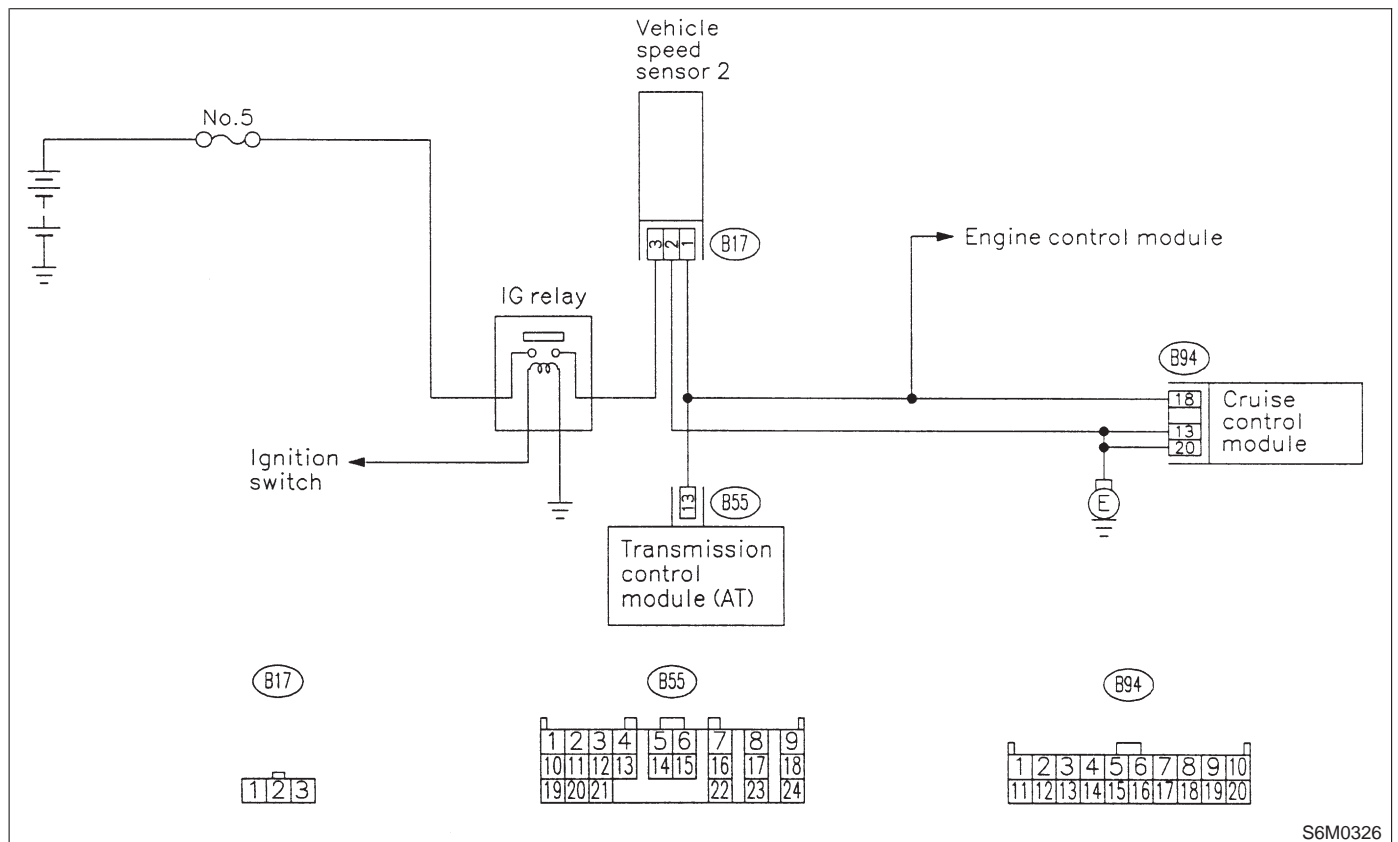 Vehicle
speed
sensor 2
No.5
3 2 1
B17
Engine control module
IG relay
B94
18
13
20
Cruise
control
module
Ignition
switch
13
B55
E
Transmission
control
module (AT)
B17
B55
B94
1 2 3
1 2 3 4 5 6 7 8 9
10 11 12 13 14 15 16 17 18
19 20 21 22 23 24
1 2 3 4 5 6 7 8 9 10
11 12 13 14 15 16 17 18 19 20
S6M0326